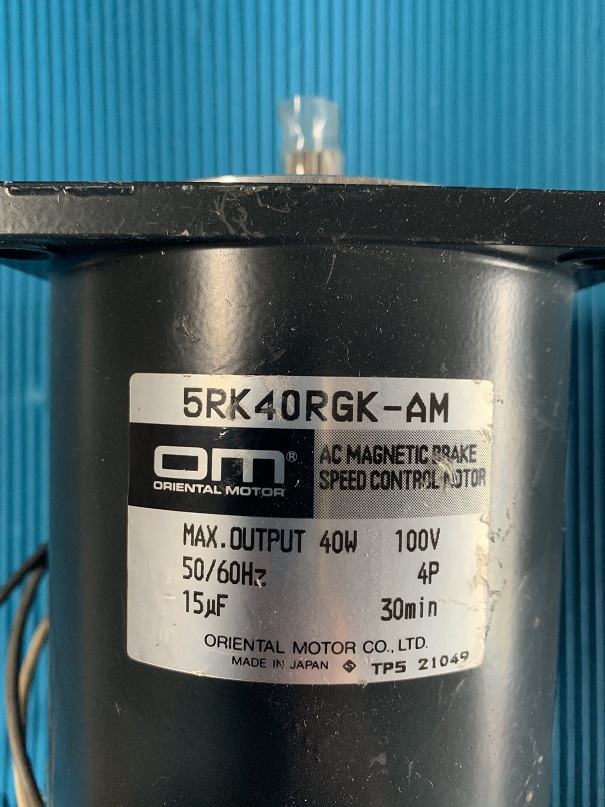 5RK40RGK-AM
om®
ORIENTAL MOTOR
AC MAGNETIC BRAKE
SPEED CONTROL MOTOR
MAX.OUTPUT 40W 100V
50/60Hz 4P
15μF 30min
ORIENTAL MOTOR CO.,LTD.
MADE IN JAPAN S TP5 21049